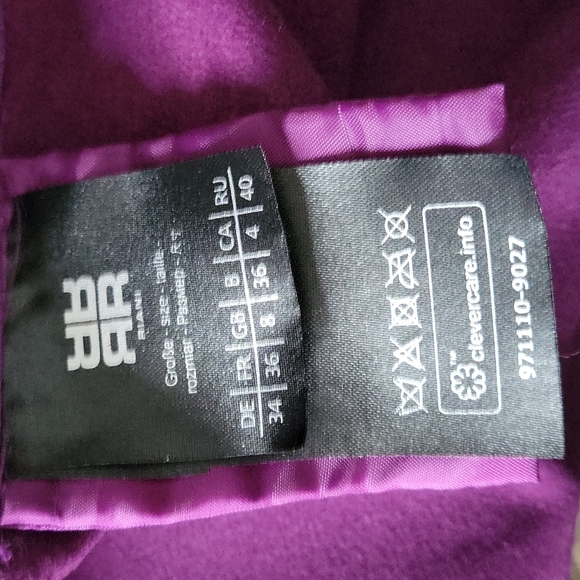 RIANI
Größe - size - taille -
rozmiar - Размер -
DE FR GB B CA RU
34 36 8 36 4 40
™ clevercare.info
971110-9027